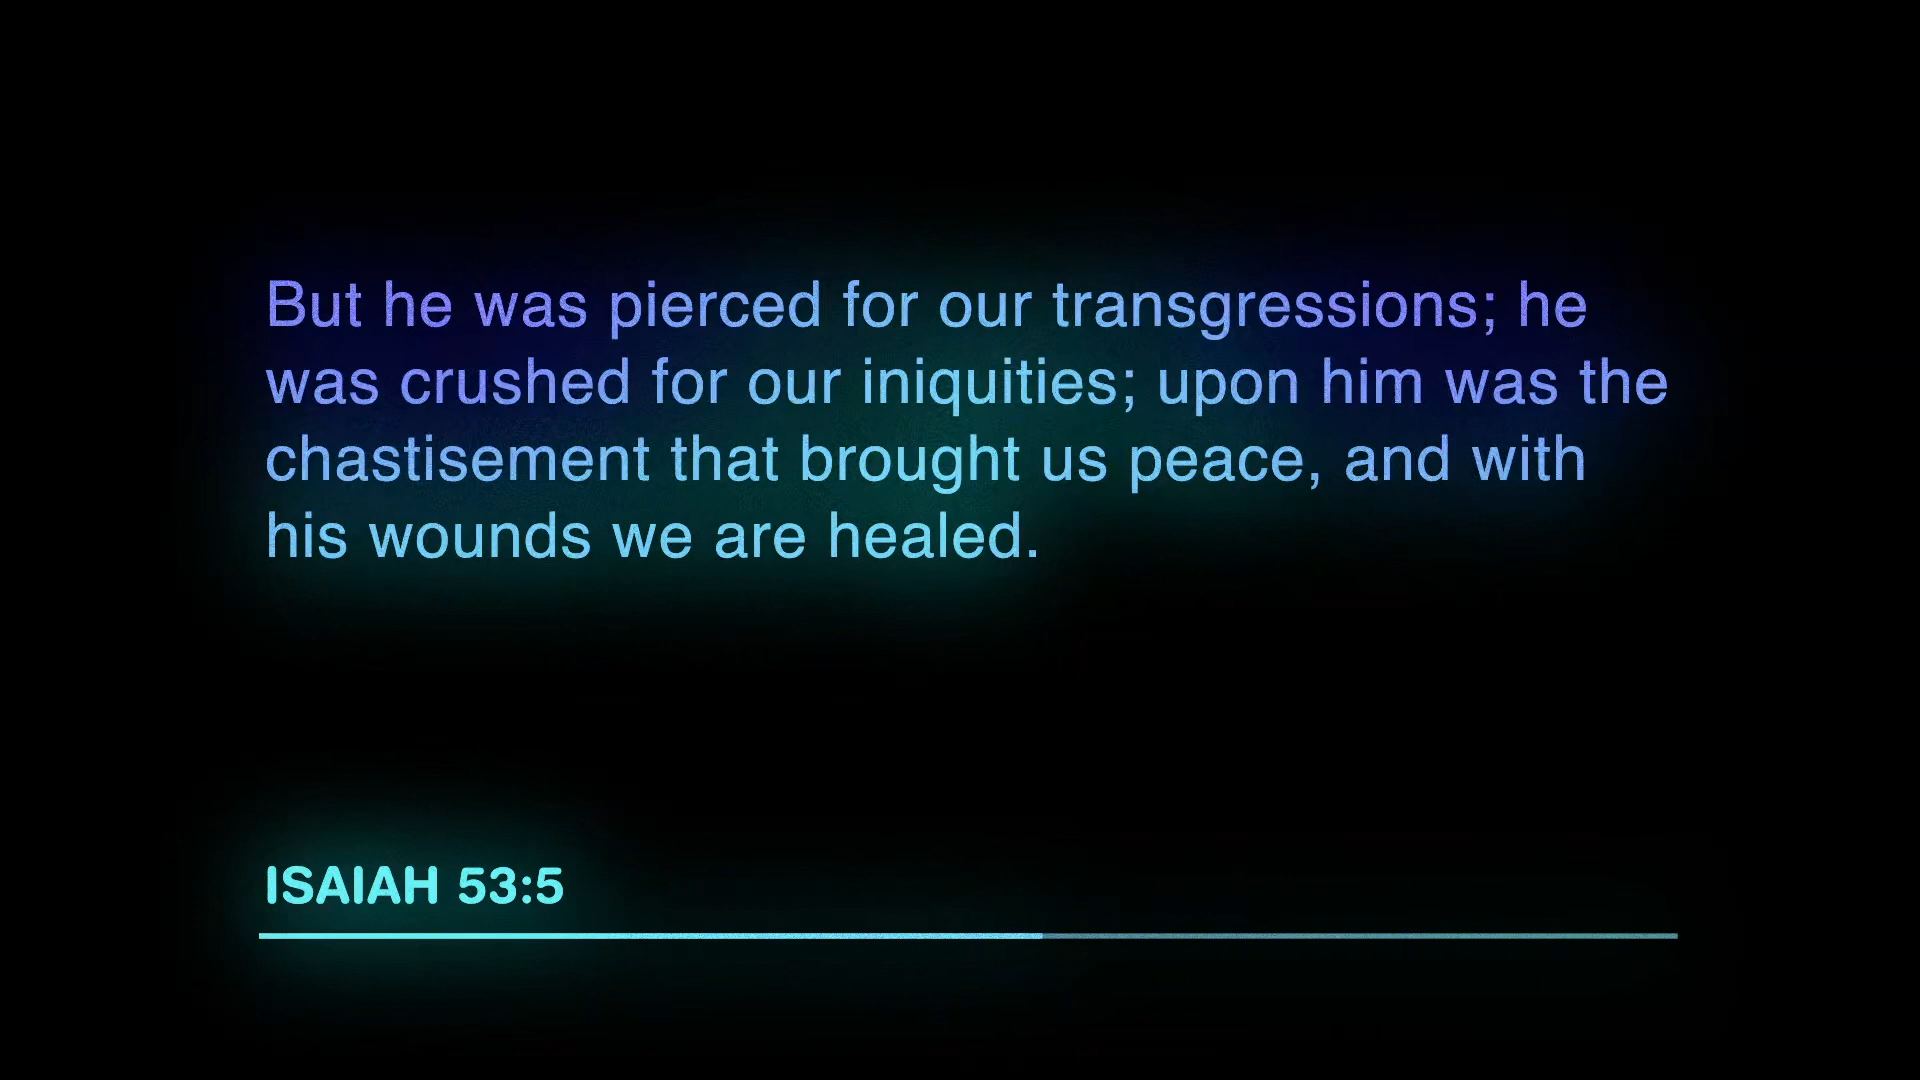 But he was pierced for our transgressions; he
was crushed for our iniquities; upon him was the
chastisement that brought us peace, and with
his wounds we are healed.
ISAIAH 53:5